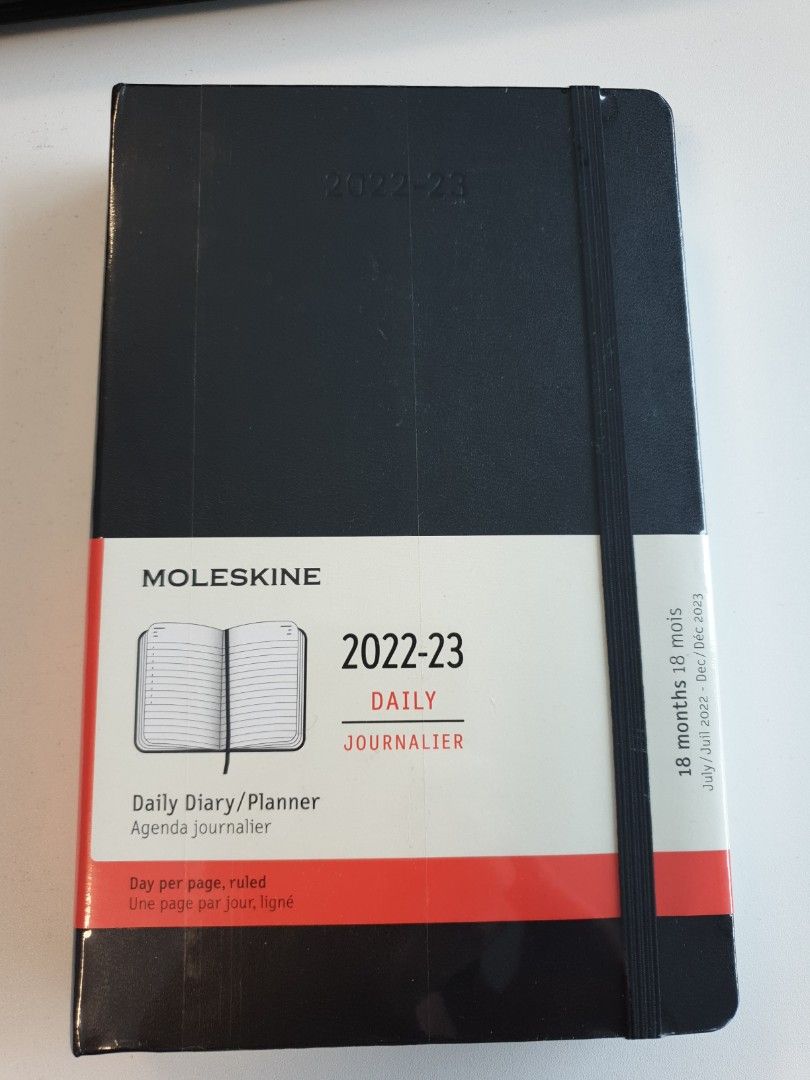 2022-23
MOLESKINE
2022-23
DAILY
JOURNALIER
Daily Diary/Planner
Agenda journalier
Day per page, ruled
Une page par jour, ligné
18 months 18 mois
July/Juil 2022 - Dec/Déc 2023